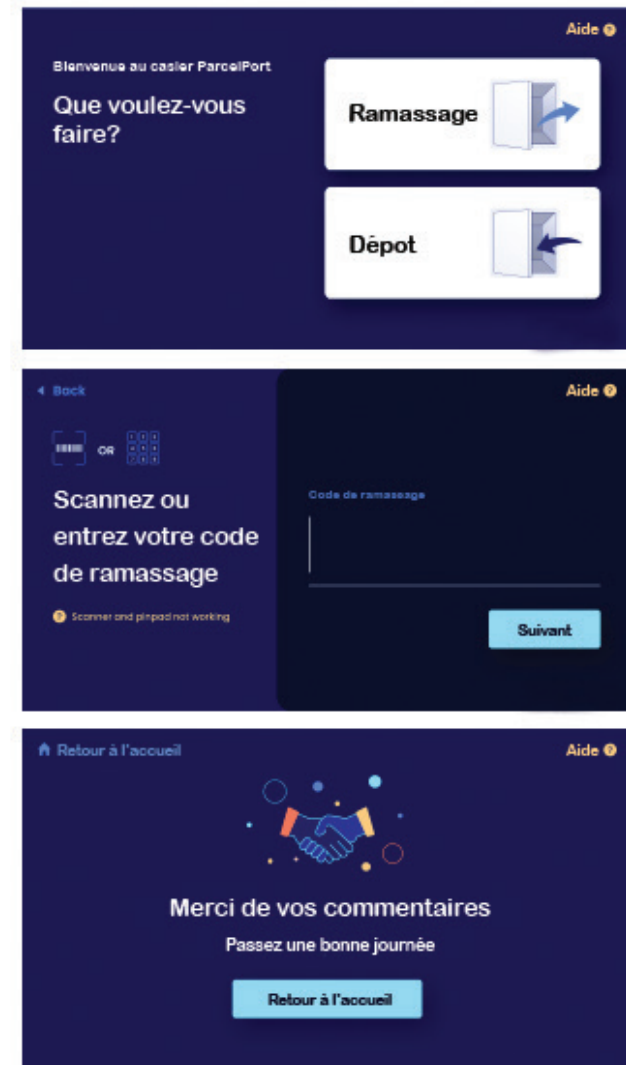 Aide ?
Bienvenue au casier ParcelPort
Que voulez-vous
faire?
Ramassage
Dépot
Back
Aide ?
OR
Scannez ou
entrez votre code
de ramassage
? Scanner and pinpad not working
Code de ramassage
Suivant
Retour à l'accueil
Aide ?
Merci de vos commentaires
Passez une bonne journée
Retour à l'accueil